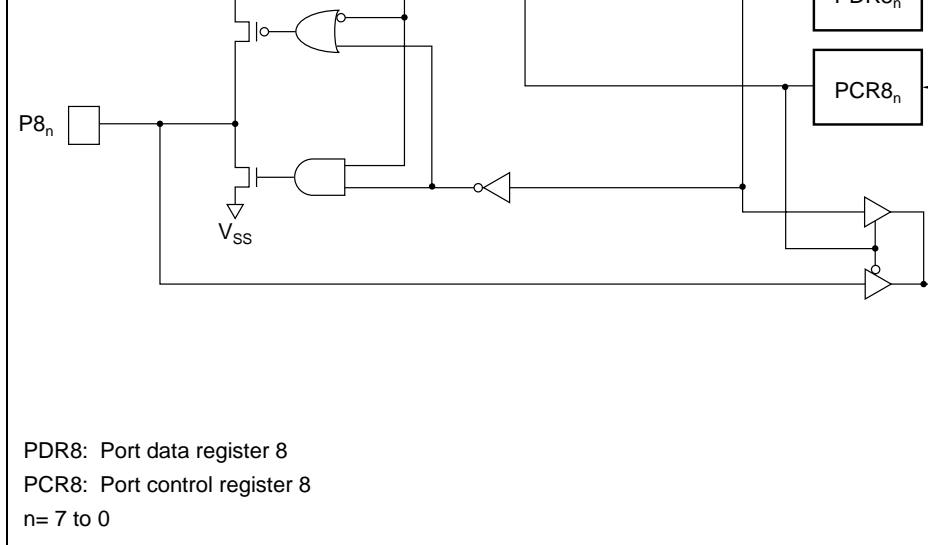 PDR8n
PCR8n
P8n
VSS
PDR8: Port data register 8
PCR8: Port control register 8
n= 7 to 0